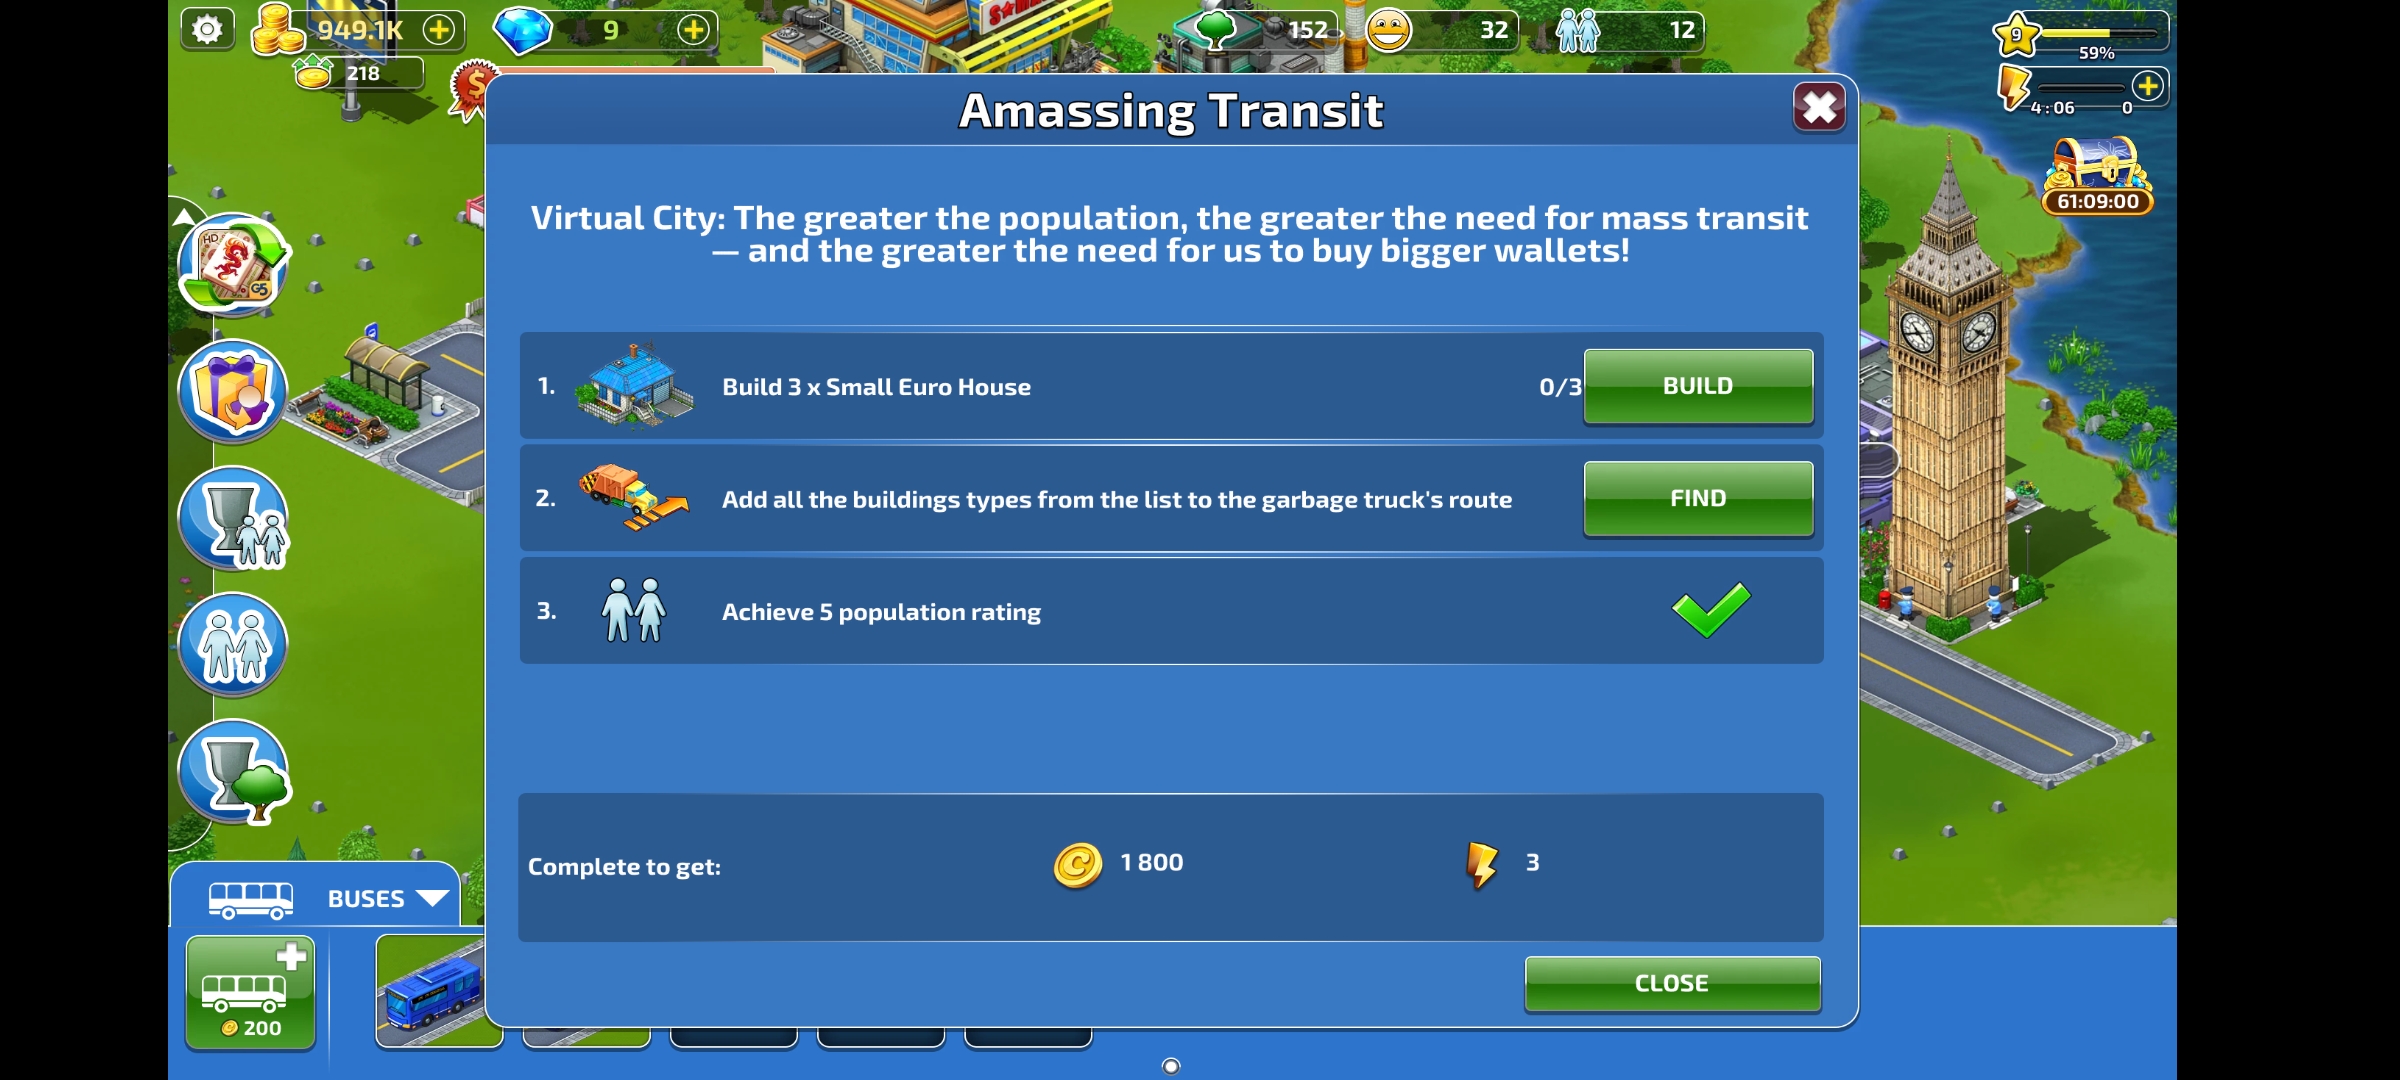 949.1K
9
152
32
12
9
59%
218
4:06
0
61:09:00
Amassing Transit
Virtual City: The greater the population, the greater the need for mass transit
— and the greater the need for us to buy bigger wallets!
1.
Build 3 x Small Euro House
0/3
BUILD
2.
Add all the buildings types from the list to the garbage truck's route
FIND
3.
Achieve 5 population rating
Complete to get:
1 800
3
CLOSE
HD
G5
BUSES
200